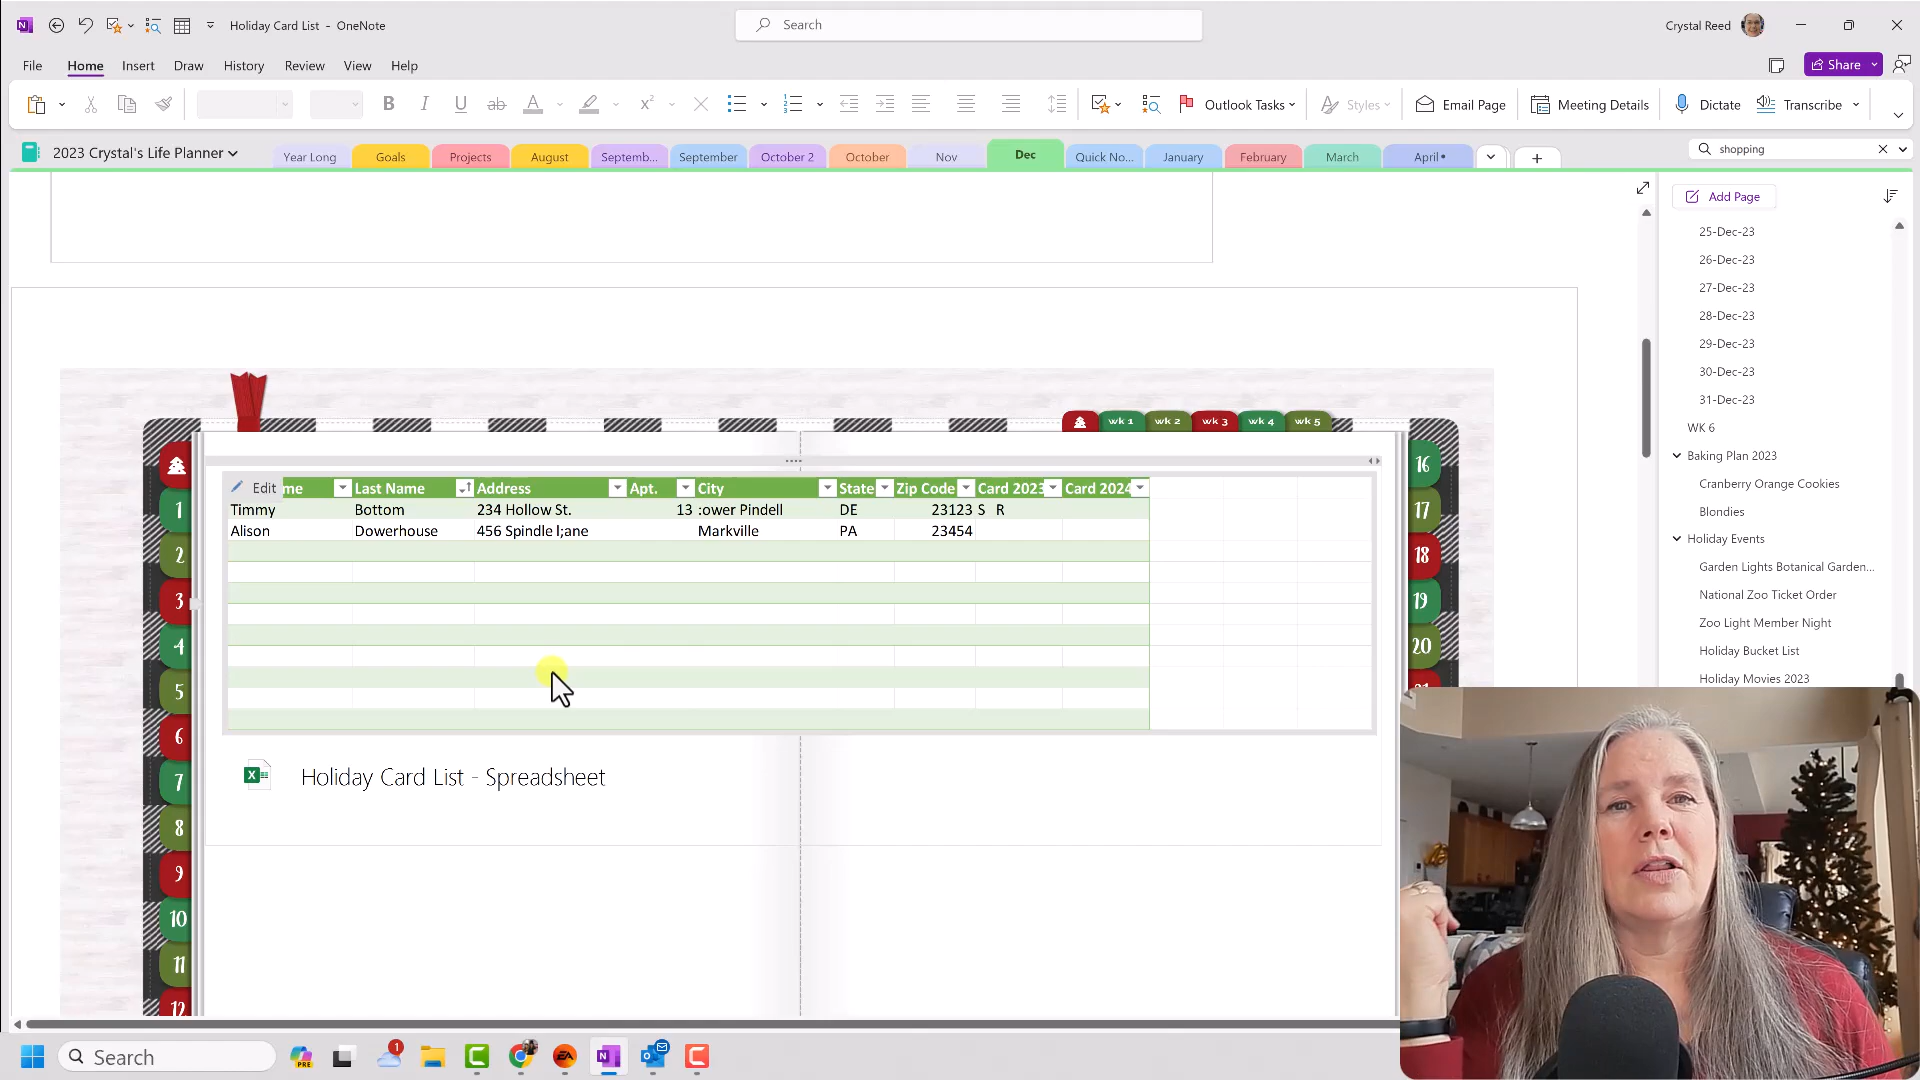 Holiday Card List - OneNote
Search
Crystal Reed
File Home Insert Draw History Review View Help
Share
Outlook Tasks
Styles
Email Page
Meeting Details
Dictate
Transcribe
2023 Crystal's Life Planner
Year Long
Goals
Projects
August
Septemb...
September
October 2
October
Nov
Dec
Quick No...
January
February
March
April
shopping
Add Page
25-Dec-23
26-Dec-23
27-Dec-23
28-Dec-23
29-Dec-23
30-Dec-23
31-Dec-23
WK 6
Baking Plan 2023
Cranberry Orange Cookies
Blondies
Holiday Events
Garden Lights Botanical Garden...
National Zoo Ticket Order
Zoo Light Member Night
Holiday Bucket List
Holiday Movies 2023
wk 1 wk 2 wk 3 wk 4 wk 5
Edit me Last Name Address Apt. City State Zip Code Card 2023 Card 2024
Timmy Bottom 234 Hollow St. 13 :ower Pindell DE 23123 S R
Alison Dowerhouse 456 Spindle l;ane Markville PA 23454
Holiday Card List - Spreadsheet
1
2
3
4
5
6
7
8
9
10
11
12
16
17
18
19
20
Search
PRE
1
EA